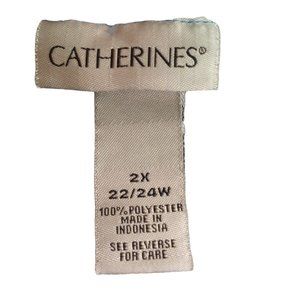 CATHERINES®
2X
22/24W
100% POLYESTER
MADE IN
INDONESIA
SEE REVERSE
FOR CARE